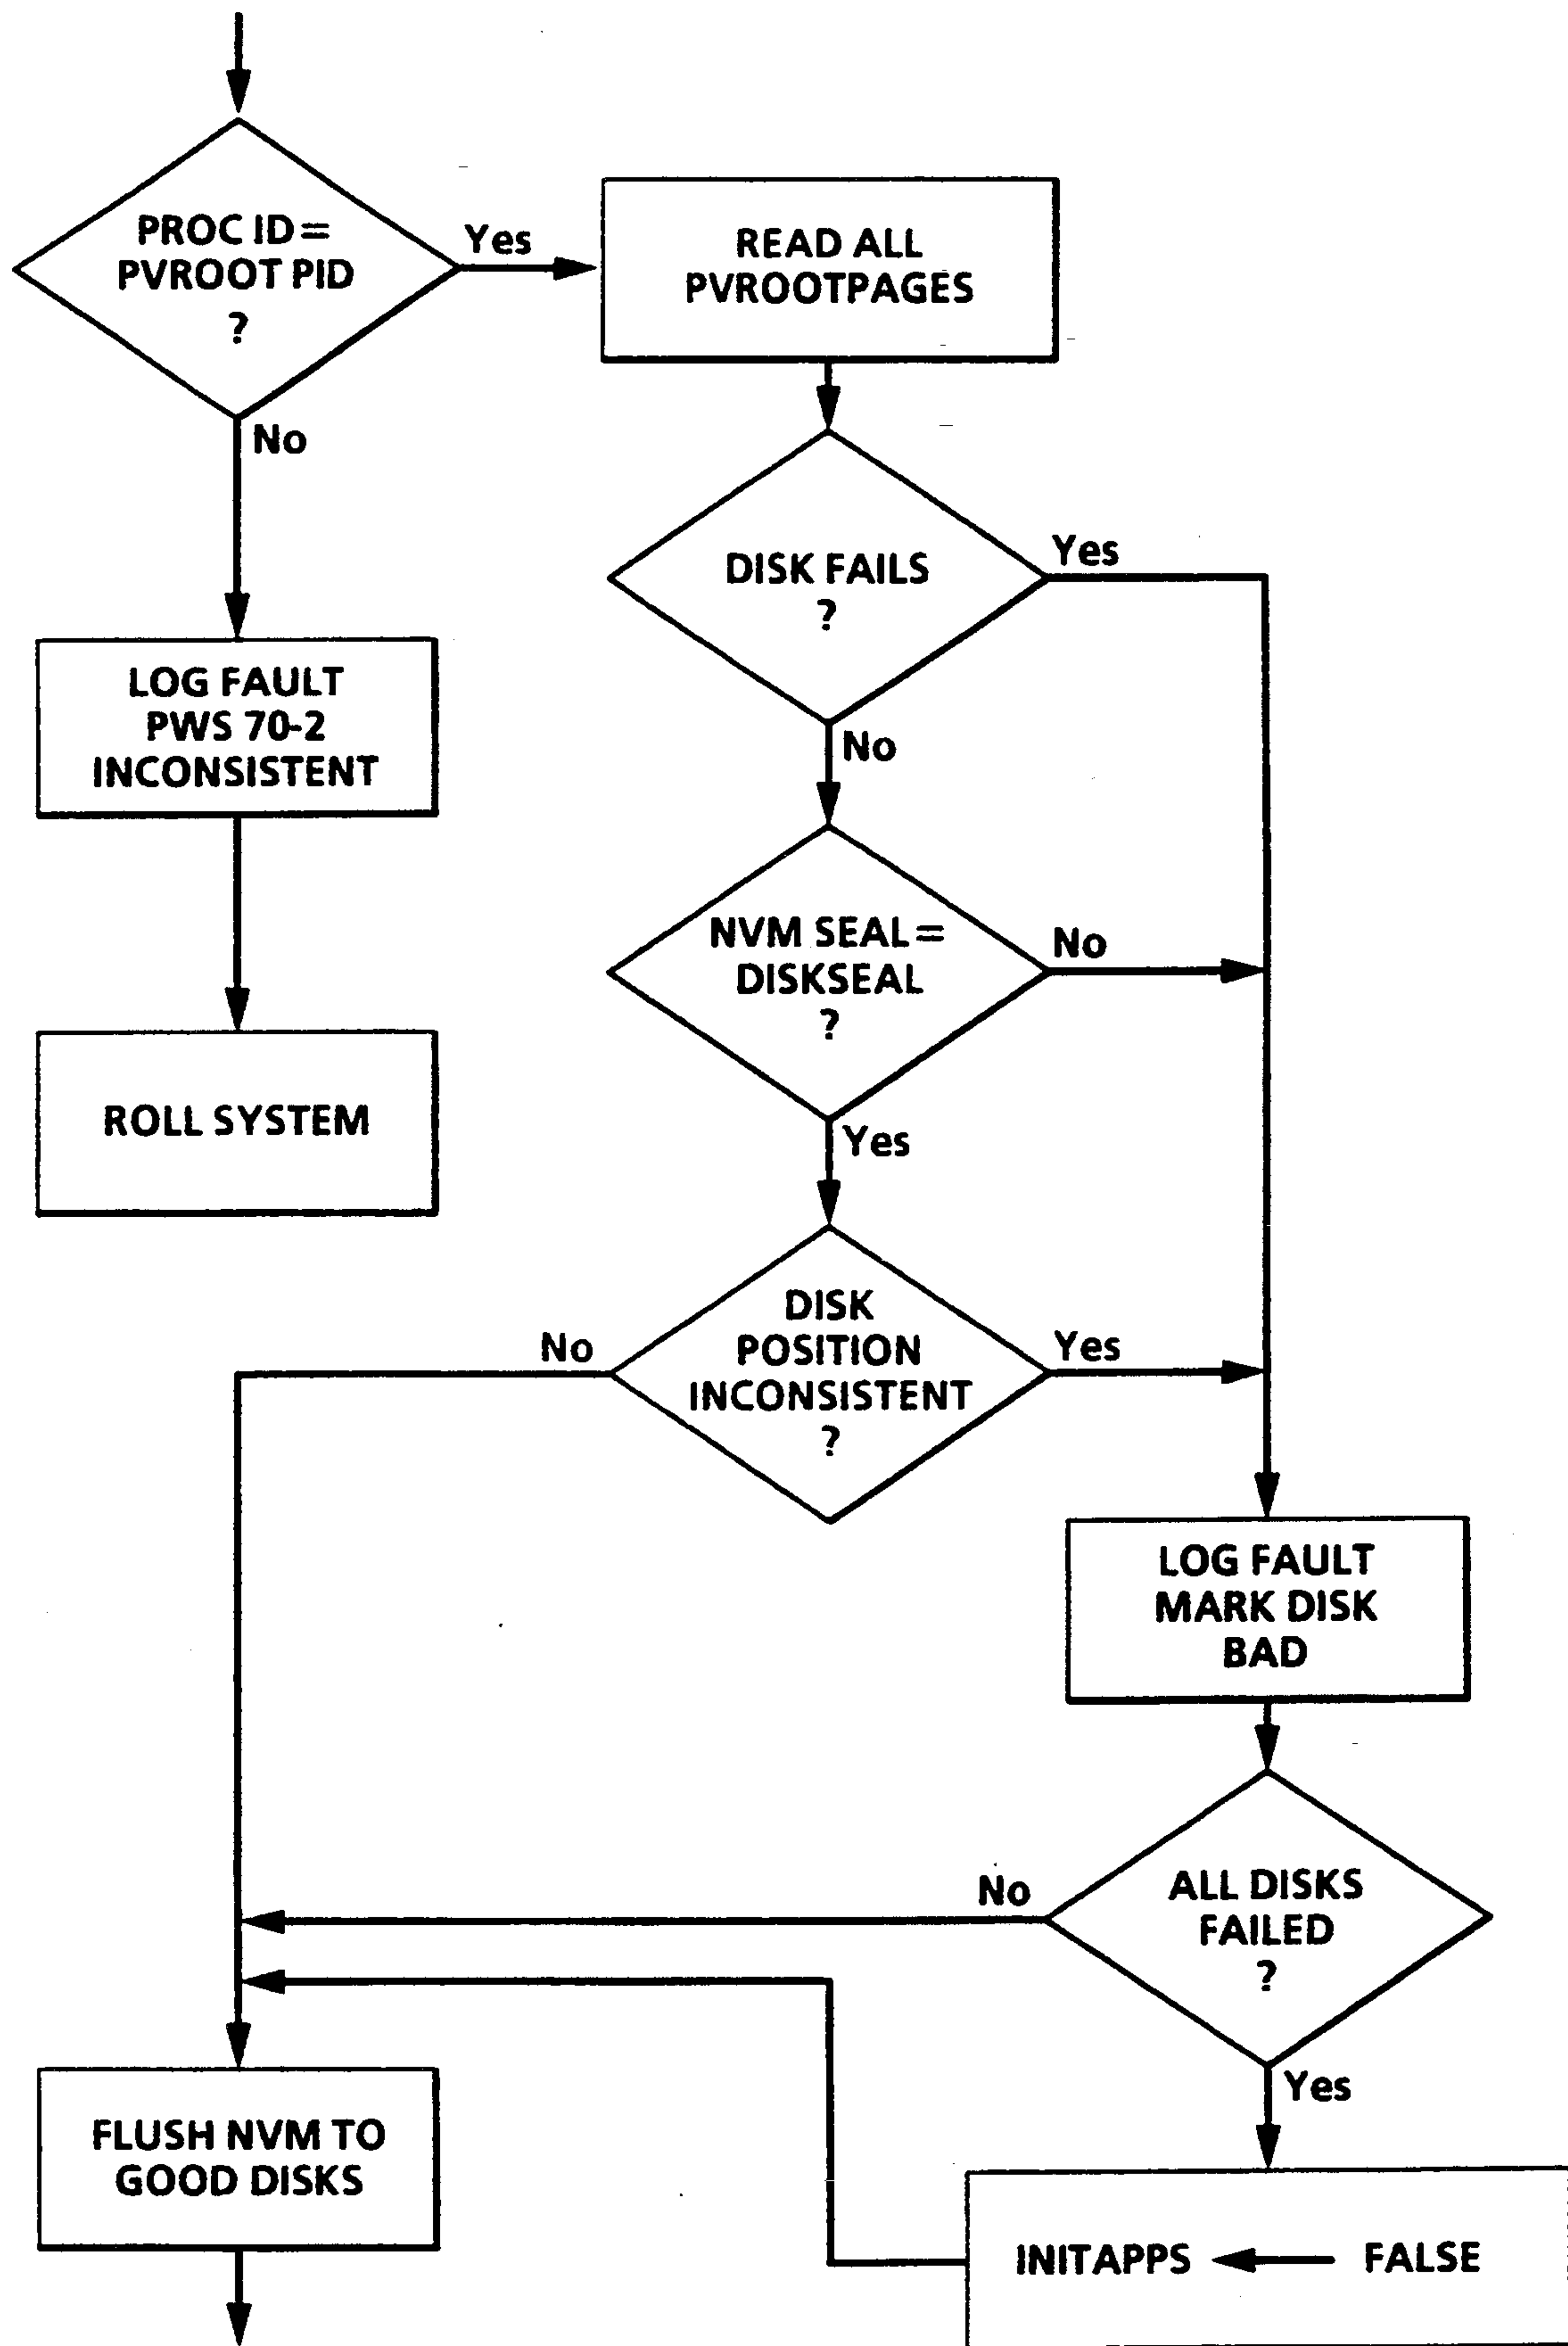 PROC ID =
PVROOT PID
?
Yes
No
READ ALL
PVROOTPAGES
DISK FAILS
?
Yes
No
LOG FAULT
PWS 70-2
INCONSISTENT
NVM SEAL =
DISKSEAL
?
No
Yes
ROLL SYSTEM
DISK
POSITION
INCONSISTENT
?
No
Yes
LOG FAULT
MARK DISK
BAD
ALL DISKS
FAILED
?
No
Yes
FLUSH NVM TO
GOOD DISKS
INITAPPS ← FALSE